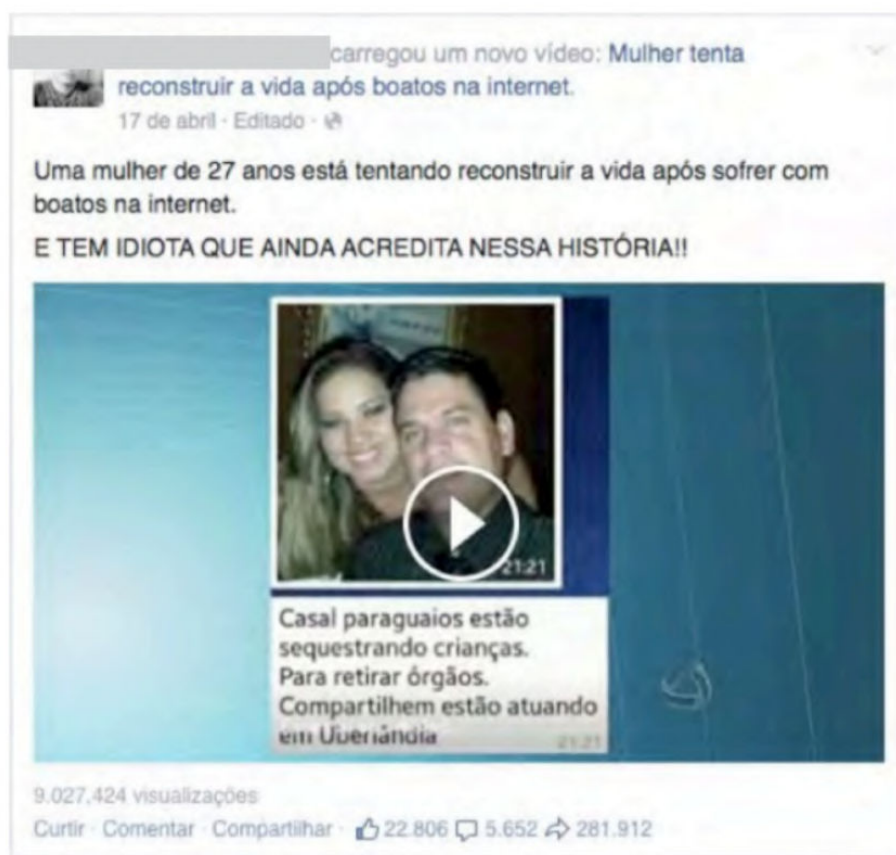 carregou um novo vídeo: Mulher tenta
reconstruir a vida após boatos na internet.
17 de abril · Editado ·
Uma mulher de 27 anos está tentando reconstruir a vida após sofrer com
boatos na internet.
E TEM IDIOTA QUE AINDA ACREDITA NESSA HISTÓRIA!!
21:21
Casal paraguaios estão
sequestrando crianças.
Para retirar órgãos.
Compartilhem estão atuando
em Uberlândia
21:21
9.027.424 visualizações
Curtir · Comentar · Compartilhar · 22.806 5.652 281.912